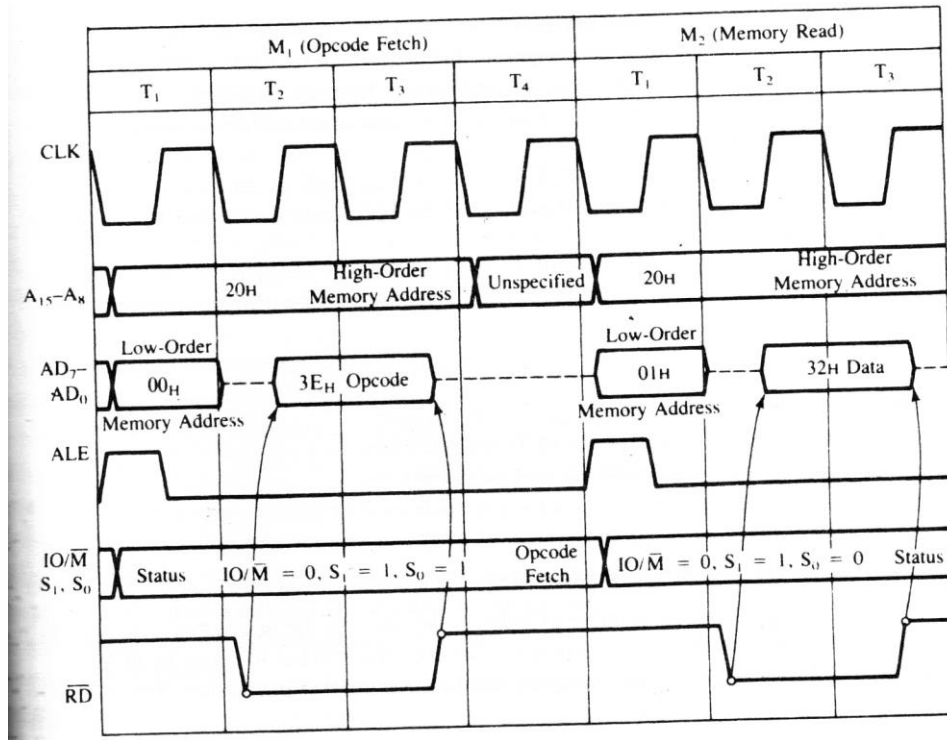 M₁ (Opcode Fetch) M₂ (Memory Read)
T₁ T₂ T₃ T₄ T₁ T₂ T₃
CLK
A₁₅–A₈ 20H High-Order Memory Address Unspecified 20H High-Order Memory Address
Low-Order Low-Order
AD₇–
AD₀
00H 3EH Opcode 01H 32H Data
Memory Address Memory Address
ALE
IO/M̅
S₁, S₀
Status IO/M̅ = 0, S₁ = 1, S₀ = 1 Opcode Fetch IO/M̅ = 0, S₁ = 1, S₀ = 0 Status
R̅D̅